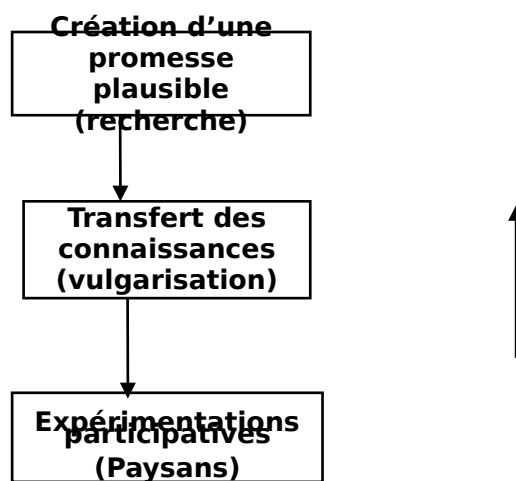 Création d’une
promesse
plausible
(recherche)
Transfert des
connaissances
(vulgarisation)
Expérimentations
participatives
(Paysans)